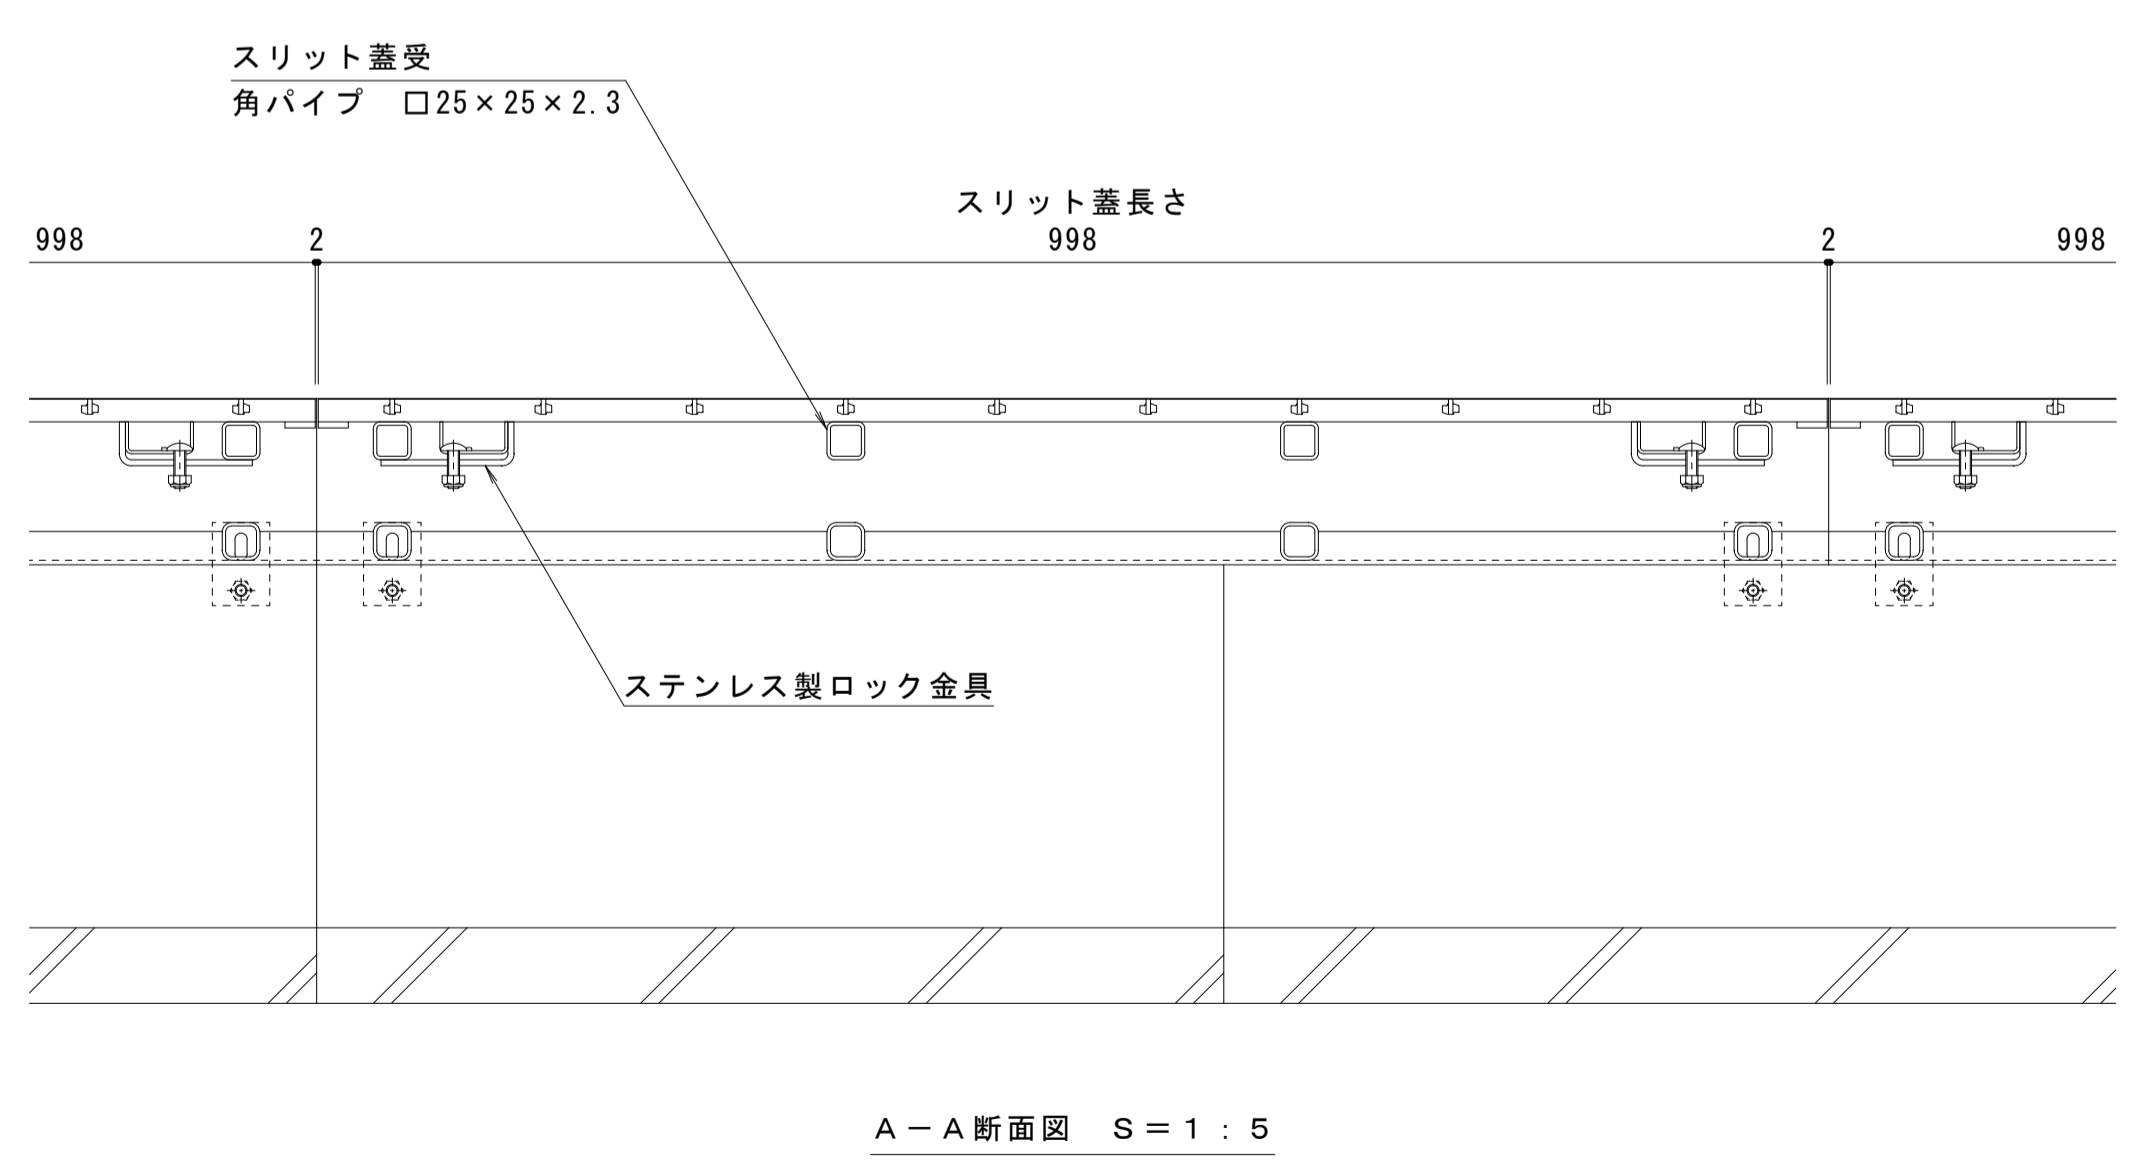 スリット蓋受
角パイプ　□25×25×2.3
スリット蓋長さ
998 2 998 2 998
ステンレス製ロック金具
A－A断面図　S＝1：5